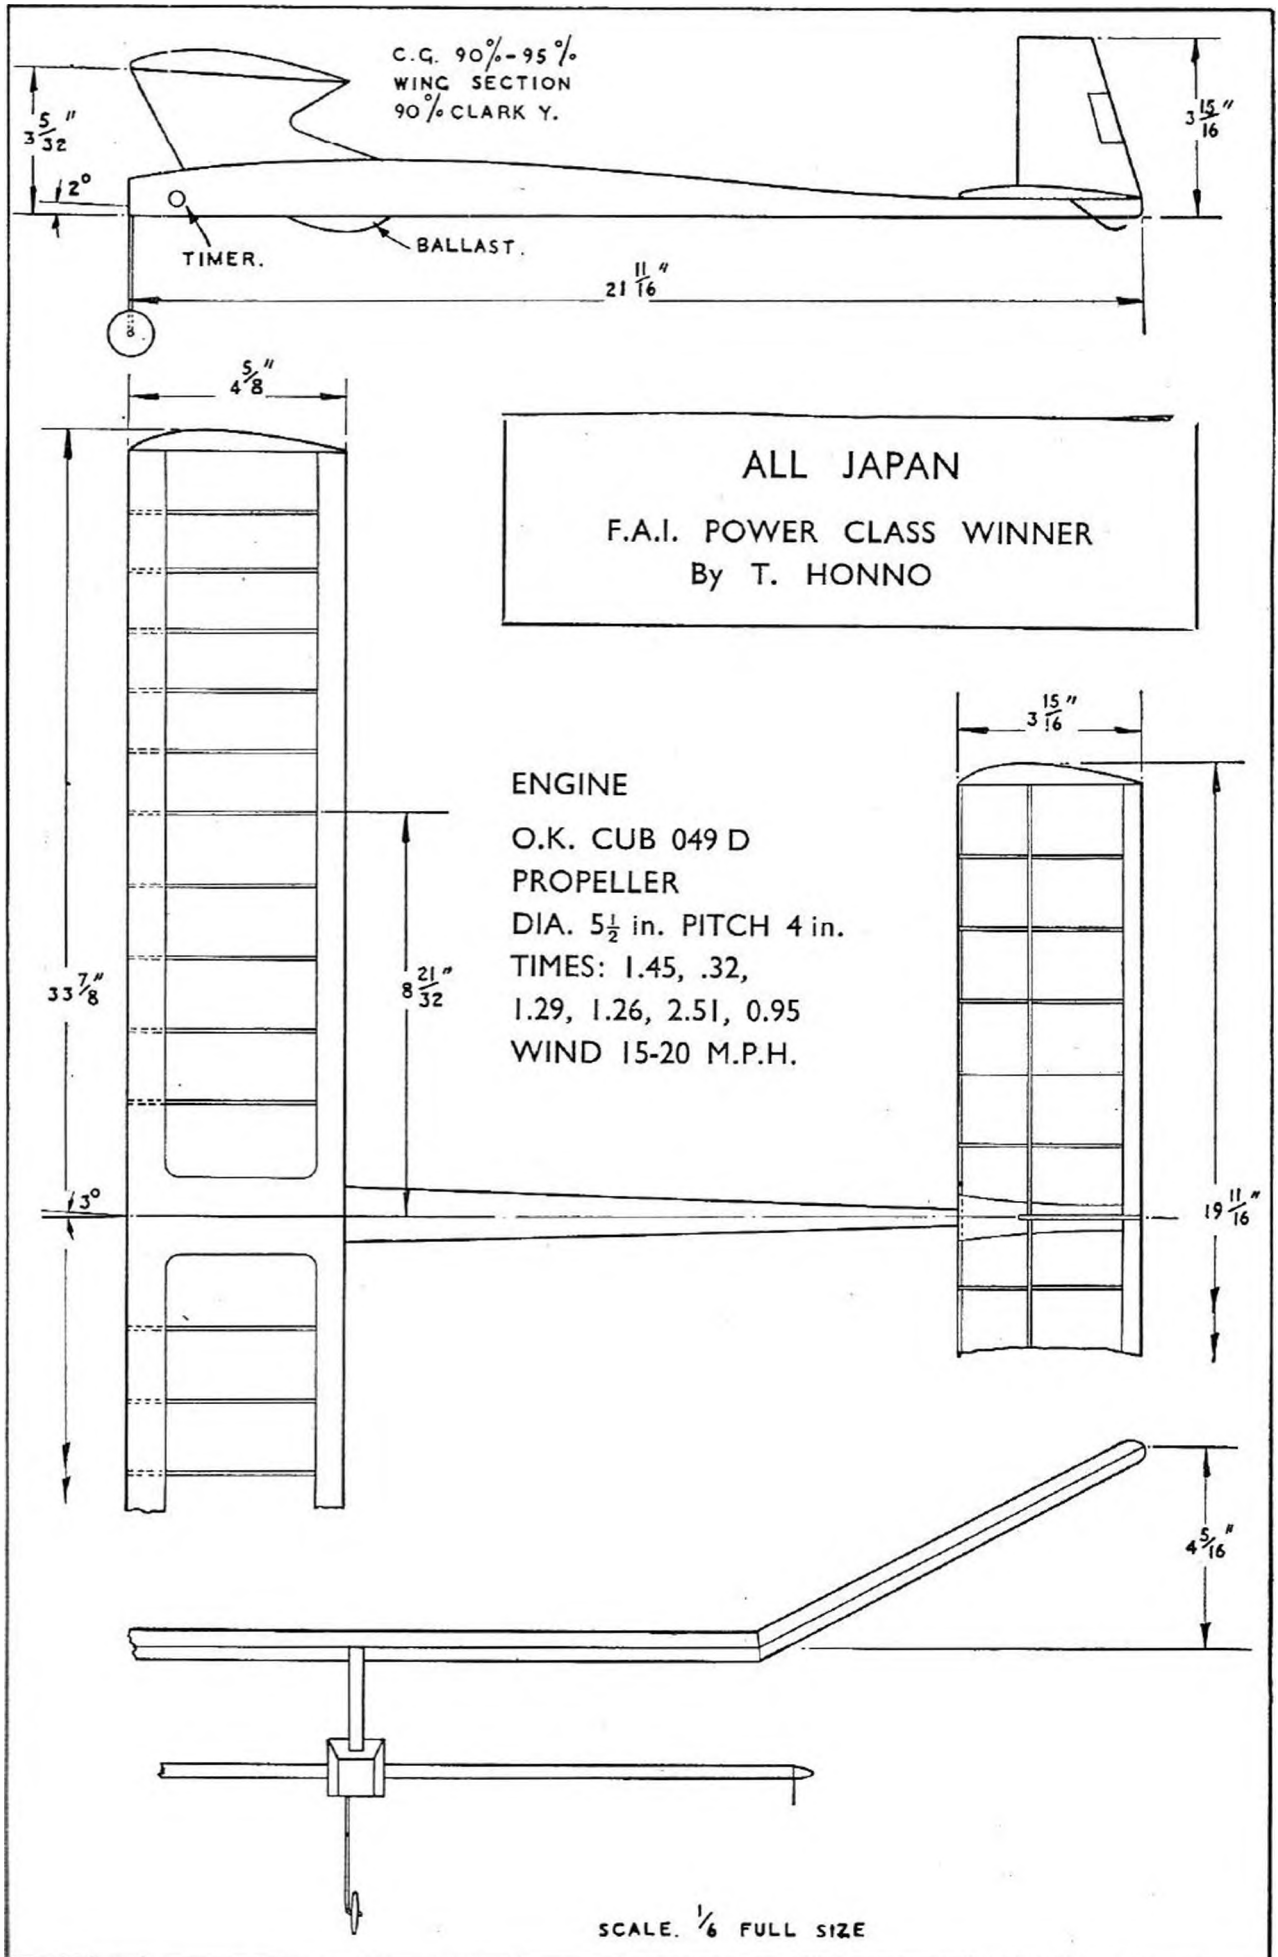 C.G. 90%-95%
WING SECTION
90% CLARK Y.
3 5/32"
2°
TIMER.
BALLAST.
3 15/16"
21 11/16"
4 5/8"
ALL JAPAN
F.A.I. POWER CLASS WINNER
By T. HONNO
3 15/16"
ENGINE
O.K. CUB 049 D
PROPELLER
DIA. 5½ in. PITCH 4 in.
TIMES: 1.45, .32,
1.29, 1.26, 2.51, 0.95
WIND 15-20 M.P.H.
33 7/8"
8 21/32"
3°
19 11/16"
4 5/16"
SCALE. 1/6 FULL SIZE